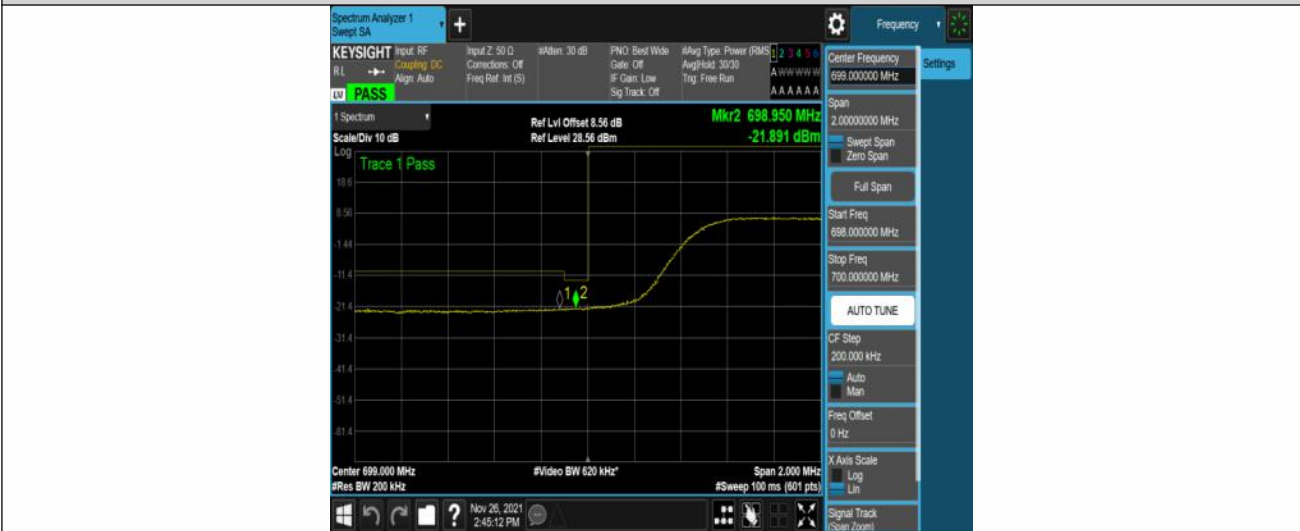 Spectrum Analyzer 1
Swept SA
+
Frequency
KEYSIGHT
RL
Input: RF
Coupling: DC
Align: Auto
Input Z: 50 Ω
Corrections: Off
Freq Ref: Int (S)
#Atten: 30 dB
PNO: Best Wide
Gate: Off
IF Gain: Low
Sig Track: Off
#Avg Type: Power (RMS
Avg|Hold: 30/30
Trig: Free Run
1 2 3 4 5 6
A W W W W W
A A A A A A
PASS
1 Spectrum
Scale/Div 10 dB
Ref Lvl Offset 8.56 dB
Ref Level 28.56 dBm
Mkr2 698.950 MHz
-21.891 dBm
Log
Trace 1 Pass
18.6
8.56
-1.44
-11.4
-21.4
-31.4
-41.4
-51.4
-61.4
1
2
Center 699.000 MHz
#Res BW 200 kHz
#Video BW 620 kHz*
Span 2.000 MHz
#Sweep 100 ms (601 pts)
Center Frequency
699.000000 MHz
Settings
Span
2.00000000 MHz
Swept Span
Zero Span
Full Span
Start Freq
698.000000 MHz
Stop Freq
700.000000 MHz
AUTO TUNE
CF Step
200.000 kHz
Auto
Man
Freq Offset
0 Hz
X Axis Scale
Log
Lin
Signal Track
(Span Zoom)
?
Nov 26, 2021
2:45:12 PM